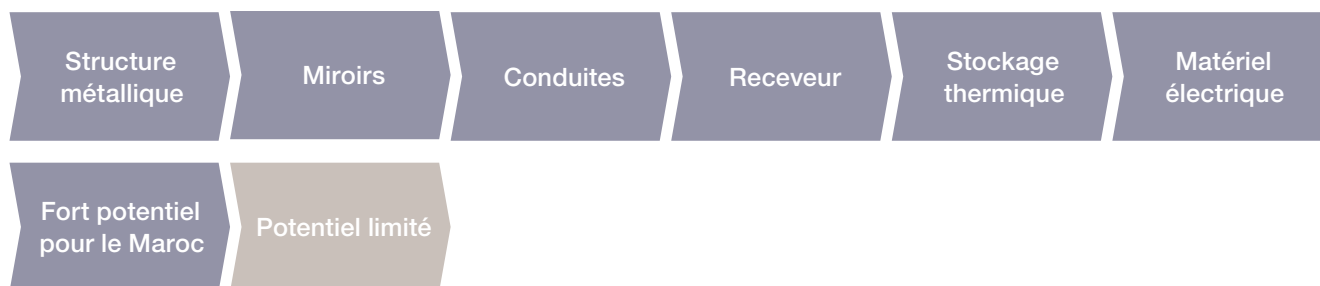 Structure
métallique
Miroirs
Conduites
Receveur
Stockage
thermique
Matériel
électrique
Fort potentiel
pour le Maroc
Potentiel limité